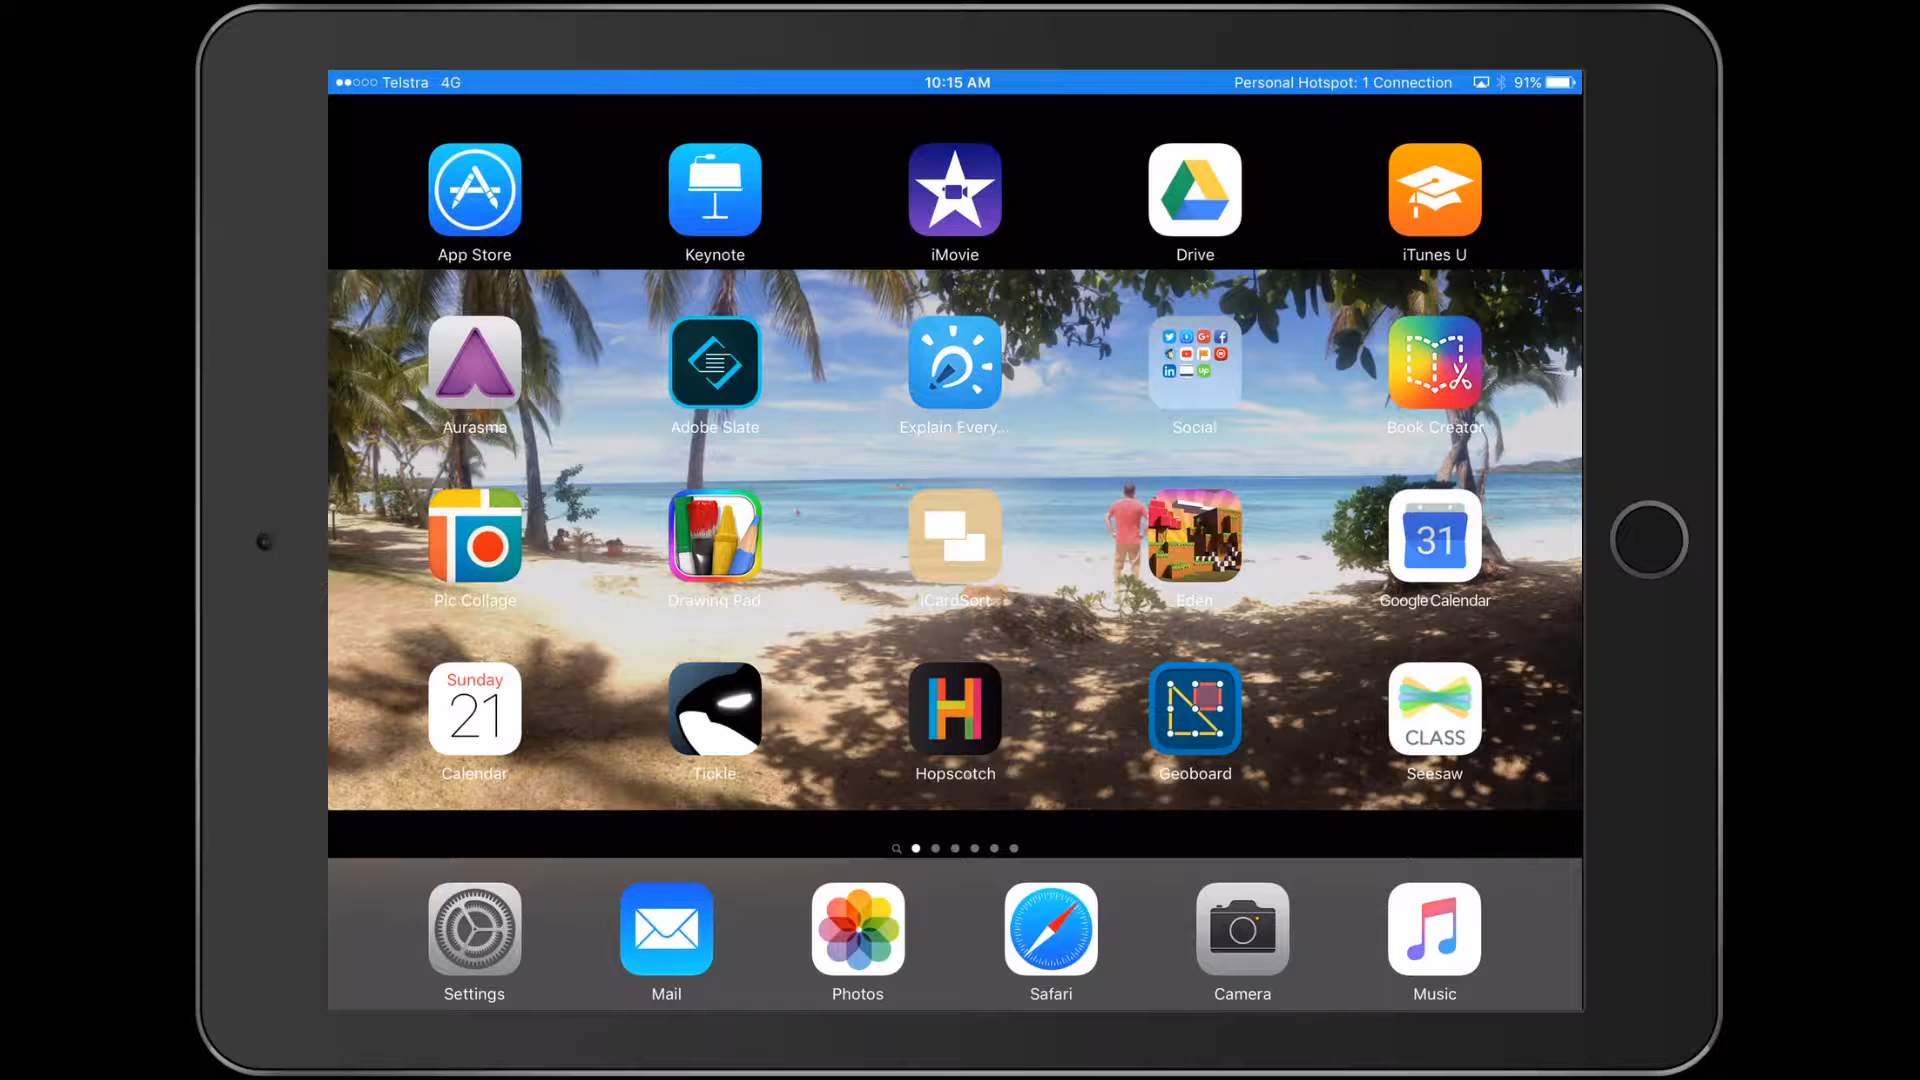 Telstra 4G 10:15 AM Personal Hotspot: 1 Connection 91%
App Store Keynote iMovie Drive iTunes U
Aurasma Adobe Slate Explain Every... Social Book Creator
31
Pic Collage Drawing Pad iCardSort Eden Google Calendar
Sunday
21
CLASS
Calendar Tickle Hopscotch Geoboard Seesaw
Settings Mail Photos Safari Camera Music